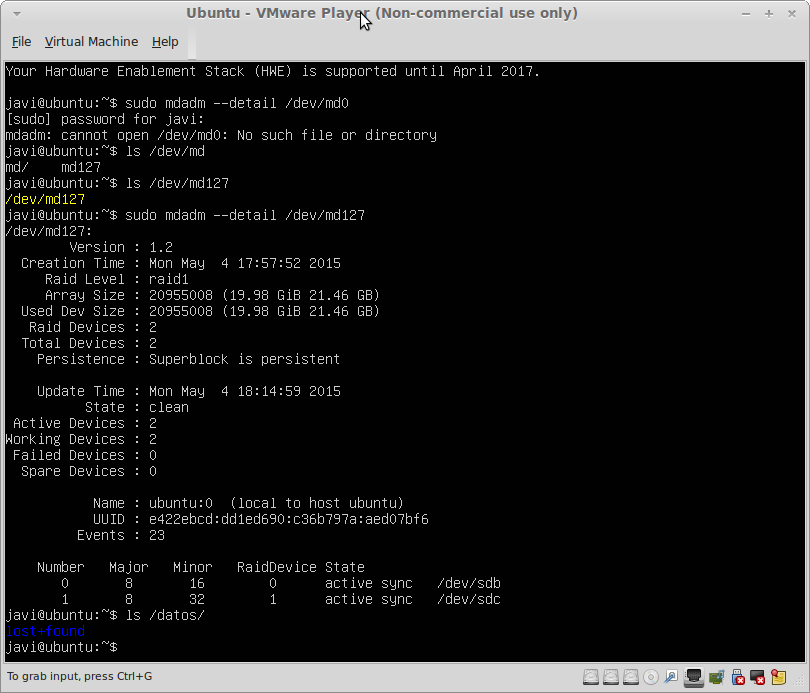 Ubuntu - VMware Player (Non-commercial use only)
File Virtual Machine Help
Your Hardware Enablement Stack (HWE) is supported until April 2017.
javi@ubuntu:~$ sudo mdadm --detail /dev/md0
[sudo] password for javi:
mdadm: cannot open /dev/md0: No such file or directory
javi@ubuntu:~$ ls /dev/md
md/    md127
javi@ubuntu:~$ ls /dev/md127
/dev/md127
javi@ubuntu:~$ sudo mdadm --detail /dev/md127
/dev/md127:
        Version : 1.2
  Creation Time : Mon May  4 17:57:52 2015
     Raid Level : raid1
     Array Size : 20955008 (19.98 GiB 21.46 GB)
  Used Dev Size : 20955008 (19.98 GiB 21.46 GB)
   Raid Devices : 2
  Total Devices : 2
    Persistence : Superblock is persistent
    Update Time : Mon May  4 18:14:59 2015
          State : clean
 Active Devices : 2
Working Devices : 2
 Failed Devices : 0
  Spare Devices : 0
           Name : ubuntu:0  (local to host ubuntu)
           UUID : e422ebcd:dd1ed690:c36b797a:aed07bf6
         Events : 23
    Number   Major   Minor   RaidDevice State
       0       8       16        0      active sync   /dev/sdb
       1       8       32        1      active sync   /dev/sdc
javi@ubuntu:~$ ls /datos/
lost+found
javi@ubuntu:~$
To grab input, press Ctrl+G